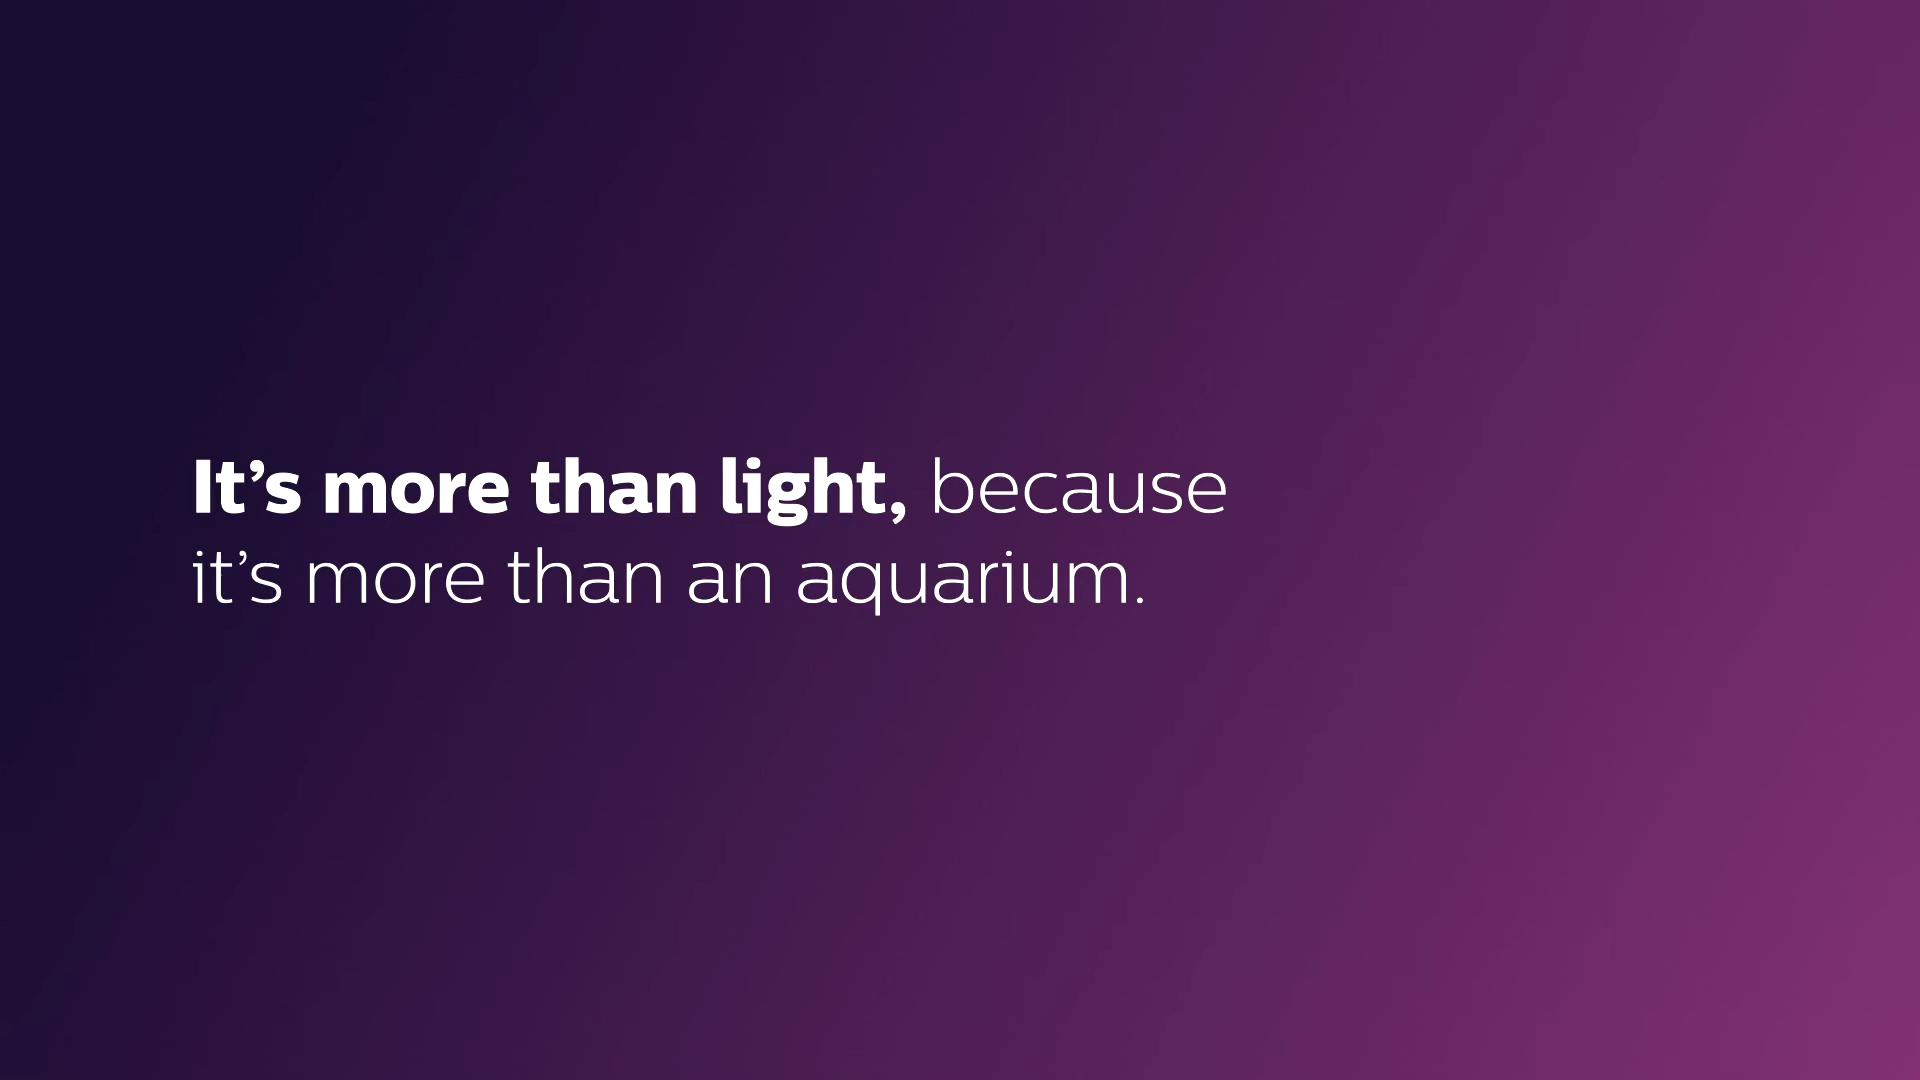 It’s more than light, because
it’s more than an aquarium.